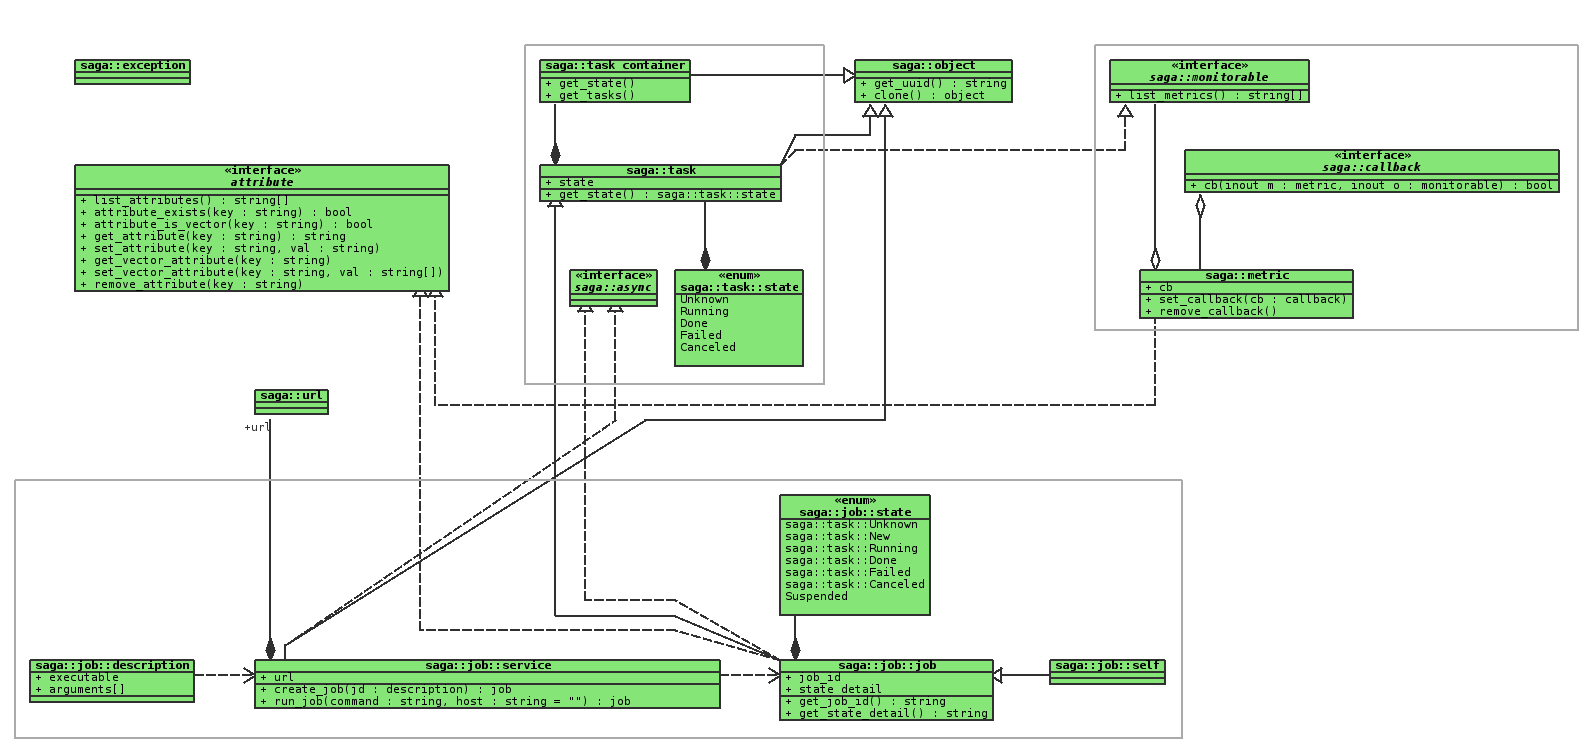 saga::exception
saga::task_container
+ get_state()
+ get_tasks()
saga::object
+ get_uuid() : string
+ clone() : object
«interface»
saga::monitorable
+ list_metrics() : string[]
«interface»
saga::callback
+ cb(inout m : metric, inout o : monitorable) : bool
«interface»
attribute
+ list_attributes() : string[]
+ attribute_exists(key : string) : bool
+ attribute_is_vector(key : string) : bool
+ get_attribute(key : string) : string
+ set_attribute(key : string, val : string)
+ get_vector_attribute(key : string)
+ set_vector_attribute(key : string, val : string[])
+ remove_attribute(key : string)
saga::task
+ state
+ get_state() : saga::task::state
«interface»
saga::async
«enum»
saga::task::state
Unknown
Running
Done
Failed
Canceled
saga::metric
+ cb
+ set_callback(cb : callback)
+ remove_callback()
saga::url
+url
«enum»
saga::job::state
saga::task::Unknown
saga::task::New
saga::task::Running
saga::task::Done
saga::task::Failed
saga::task::Canceled
Suspended
saga::job::description
+ executable
+ arguments[]
saga::job::service
+ url
+ create_job(jd : description) : job
+ run_job(command : string, host : string = "") : job
saga::job::job
+ job_id
+ state_detail
+ get_job_id() : string
+ get_state_detail() : string
saga::job::self